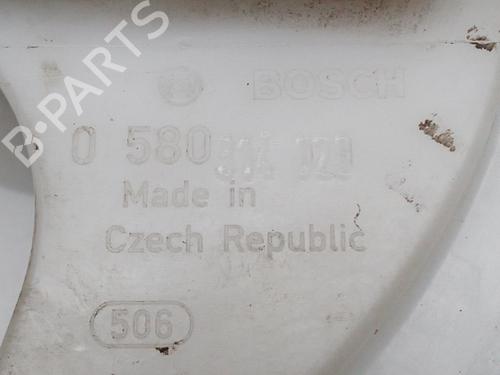 B-PARTS
BOSCH
0 580
Made in
Czech Republic
506